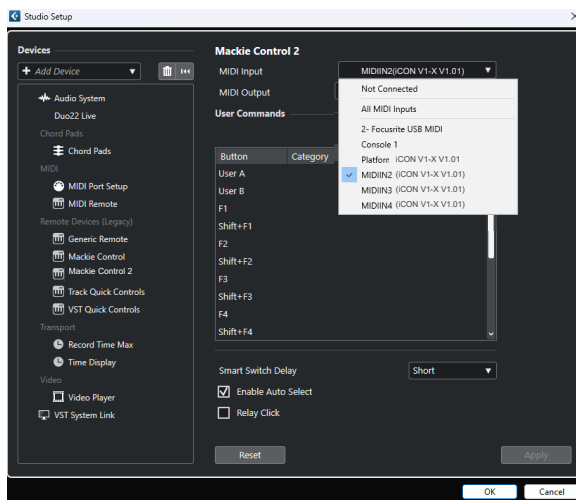 Studio Setup
Devices
+ Add Device
Audio System
Duo22 Live
Chord Pads
Chord Pads
MIDI
MIDI Port Setup
MIDI Remote
Remote Devices (Legacy)
Generic Remote
Mackie Control
Mackie Control 2
Track Quick Controls
VST Quick Controls
Transport
Record Time Max
Time Display
Video
Video Player
VST System Link
Mackie Control 2
MIDI Input MIDIIN2(iCON V1-X V1.01)
MIDI Output
Not Connected
All MIDI Inputs
2- Focusrite USB MIDI
Console 1
Platforr iCON V1-X V1.01
MIDIIN2 (iCON V1-X V1.01)
MIDIIN3 (iCON V1-X V1.01)
MIDIIN4 (iCON V1-X V1.01)
User Commands
Button Category
User A
User B
F1
Shift+F1
F2
Shift+F2
F3
Shift+F3
F4
Shift+F4
Smart Switch Delay Short
Enable Auto Select
Relay Click
Reset Apply
OK Cancel